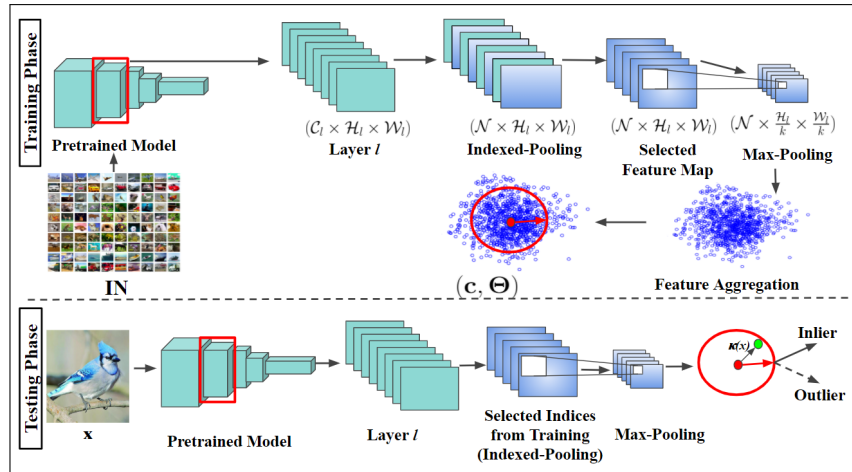 Training Phase
Pretrained Model
(C_l × H_l × W_l)
Layer l
(N × H_l × W_l)
Indexed-Pooling
(N × H_l × W_l)
Selected
Feature Map
(N × H_l/k × W_l/k)
Max-Pooling
IN
(c, Θ)
Feature Aggregation
Testing Phase
x
Pretrained Model
Layer l
Selected Indices
from Training
(Indexed-Pooling)
Max-Pooling
κ(x)
Inlier
Outlier